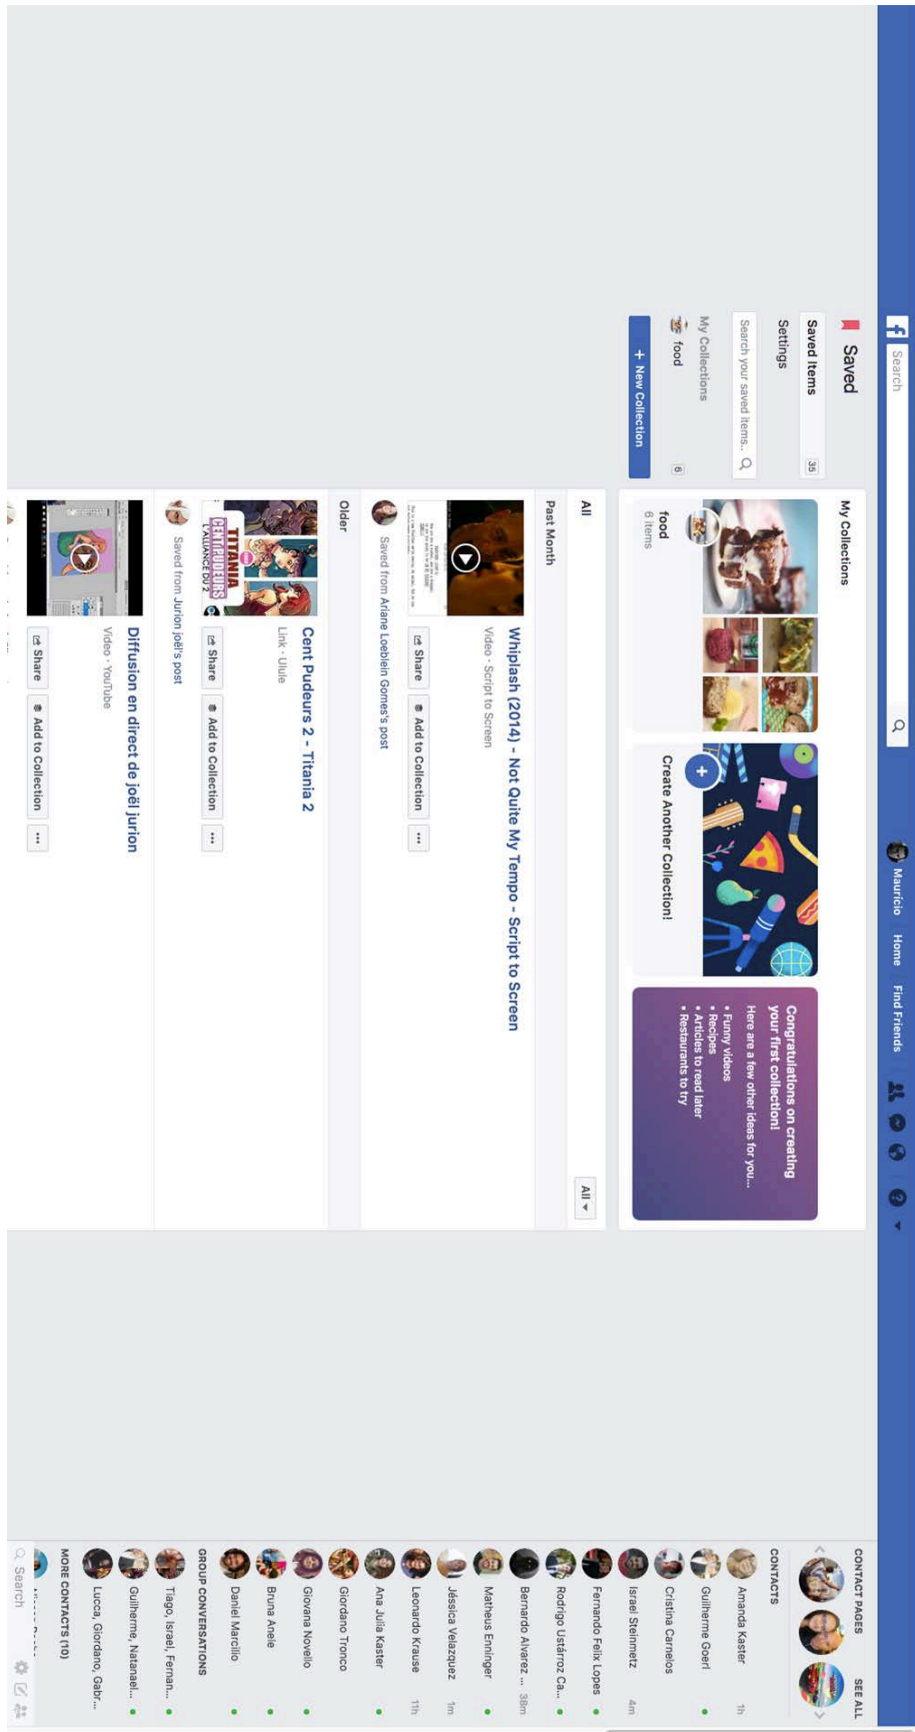 f
Search
Maurício
Home
Find Friends
?
Saved
Saved Items
35
Settings
Search your saved items..
My Collections
food
6
+ New Collection
My Collections
food
6 items
Create Another Collection!
Congratulations on creating
your first collection!
Here are a few other ideas for you...
• Funny videos
• Recipes
• Articles to read later
• Restaurants to try
All
All
Past Month
Whiplash (2014) - Not Quite My Tempo - Script to Screen
Video · Script to Screen
Share
Add to Collection
...
Saved from Ariane Loeblein Gomes's post
Older
Cent Pudeurs 2 - Titania 2
Link · Ulule
TITANIA
CENT PUDEURS
L'ALLIANCE DU 2
Share
Add to Collection
...
Saved from Jurion joël's post
Diffusion en direct de joël jurion
Video · YouTube
Share
Add to Collection
...
CONTACT PAGES
SEE ALL
CONTACTS
Amanda Kaster
1h
Guilherme Goerl
Cristina Carneios
Israel Steinmetz
4m
Fernando Felix Lopes
Rodrigo Ustárroz Ca...
Bernardo Alvarez ...
38m
Matheus Enninger
Jéssica Velazquez
1m
Leonardo Krause
11h
Ana Julia Kaster
Giordano Tronco
Giovana Novello
Bruna Anele
Daniel Marcilio
GROUP CONVERSATIONS
Tiago, Israel, Fernan...
Guilherme, Natanael...
Lucca, Giordano, Gabr...
MORE CONTACTS (10)
Search